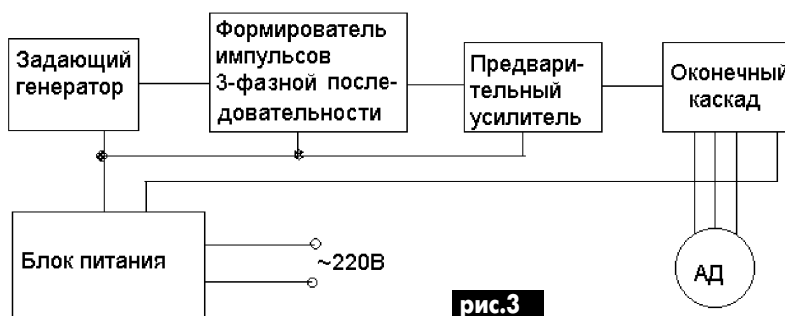 Задающий
генератор
Формирователь
импульсов
3-фазной после-
довательности
Предвари-
тельный
усилитель
Оконечный
каскад
Блок питания
~220В
АД
рис.3